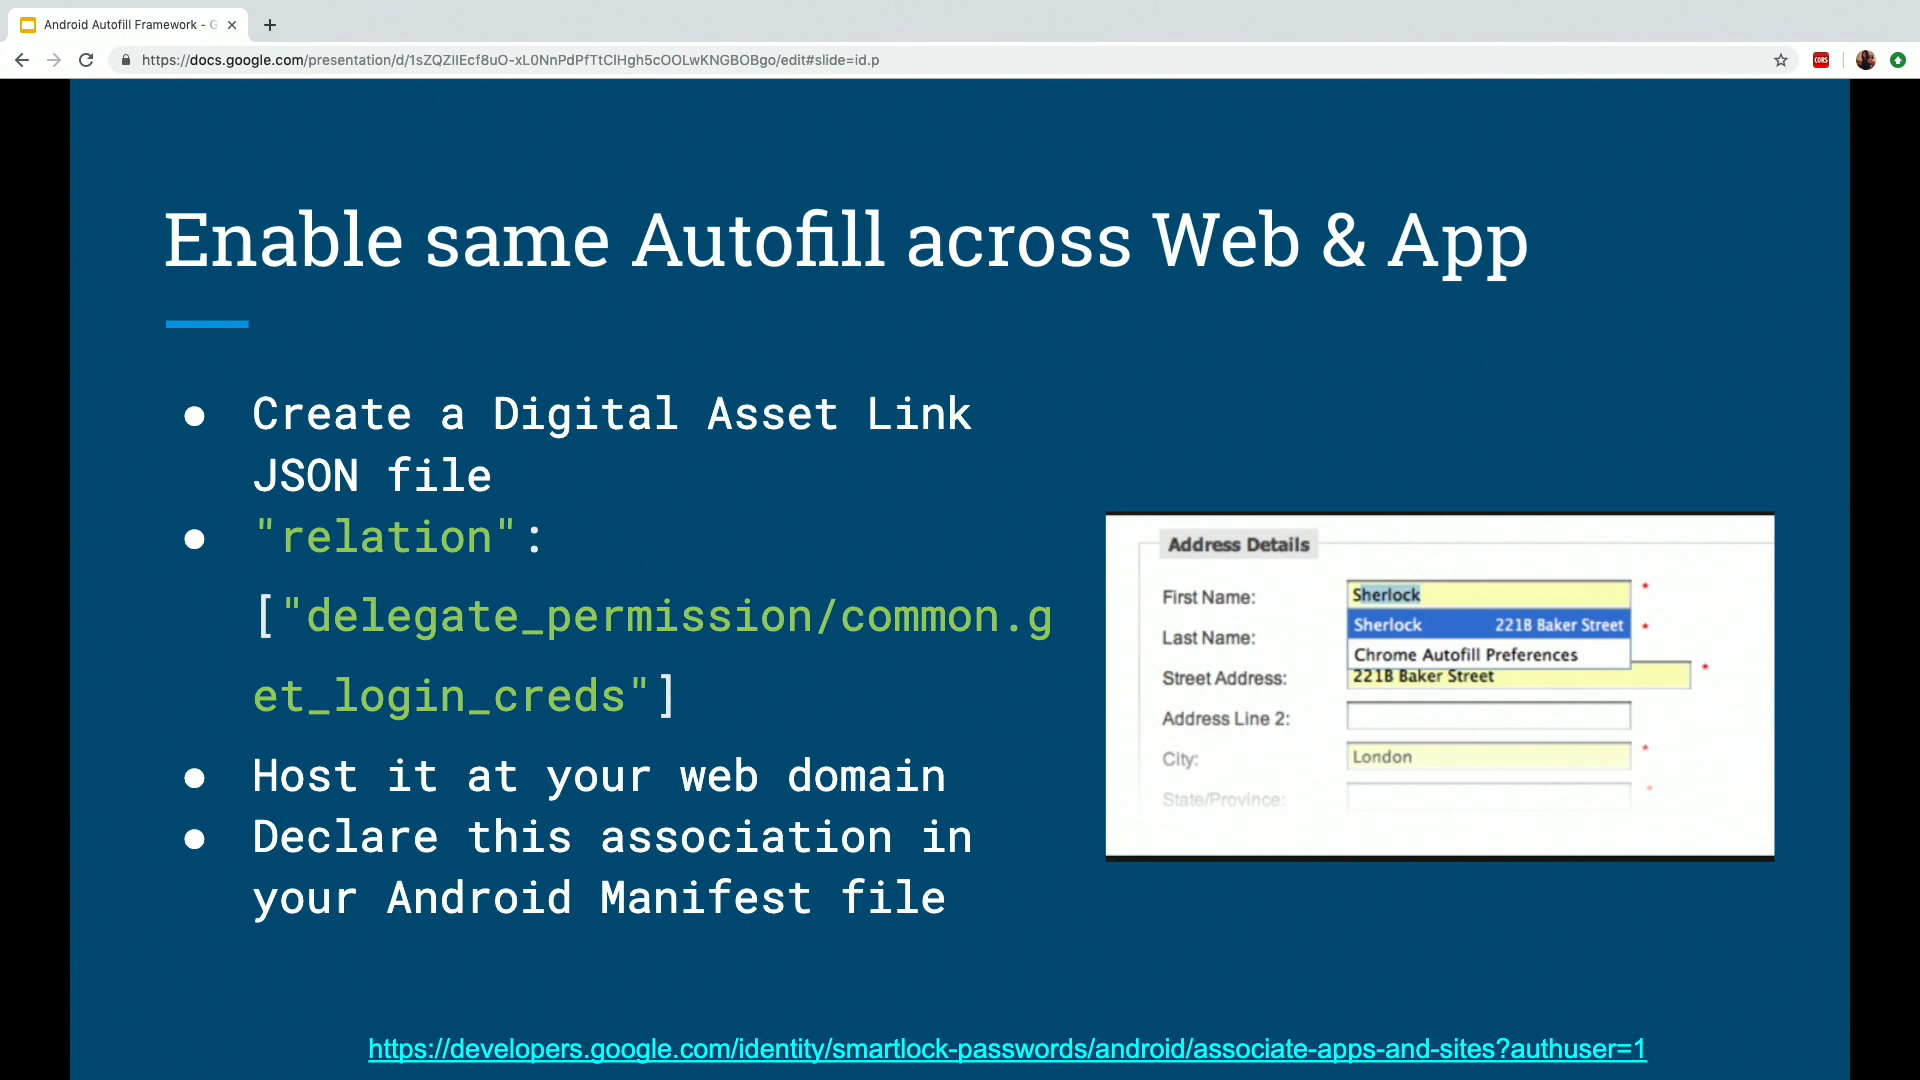 Android Autofill Framework - G
https://docs.google.com/presentation/d/1sZQZIIEcf8uO-xL0NnPdPfTtClHgh5cOOLwKNGBOBgo/edit#slide=id.p
CORS
Enable same Autofill across Web & App
● Create a Digital Asset Link
JSON file
● "relation":
["delegate_permission/common.g
et_login_creds"]
● Host it at your web domain
● Declare this association in
your Android Manifest file
Address Details
First Name: Sherlock *
Sherlock 221B Baker Street
Last Name: *
Chrome Autofill Preferences
Street Address: 221B Baker Street *
Address Line 2:
City: London *
State/Province: *
https://developers.google.com/identity/smartlock-passwords/android/associate-apps-and-sites?authuser=1